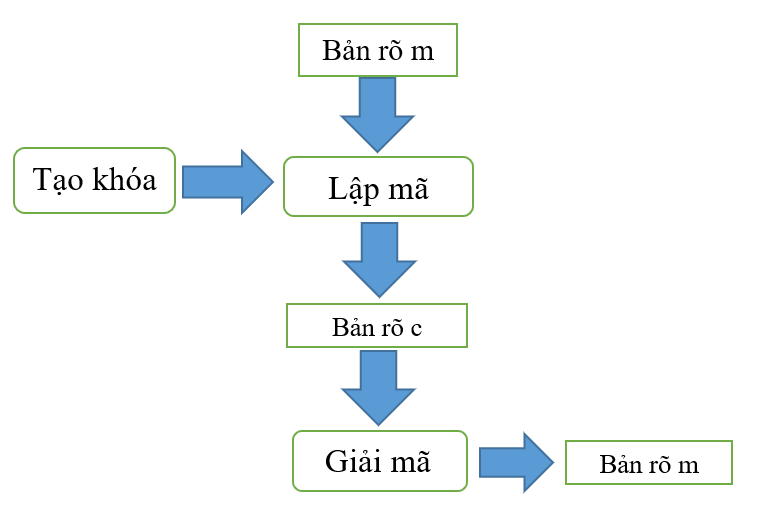 Bản rõ m
Tạo khóa
Lập mã
Bản rõ c
Giải mã
Bản rõ m